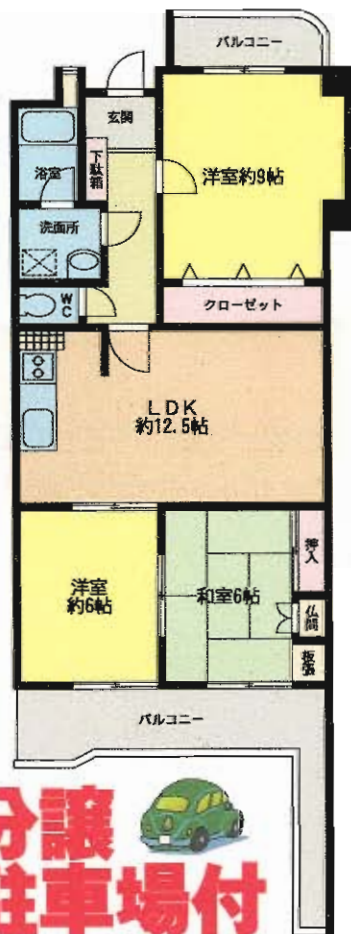 バルコニー
玄関
下駄箱
浴室
洋室約9帖
洗面所
WC
クローゼット
LDK
約12.5帖
洋室
約6帖
和室6帖
押入
仏間
板張
バルコニー
分譲
駐車場付